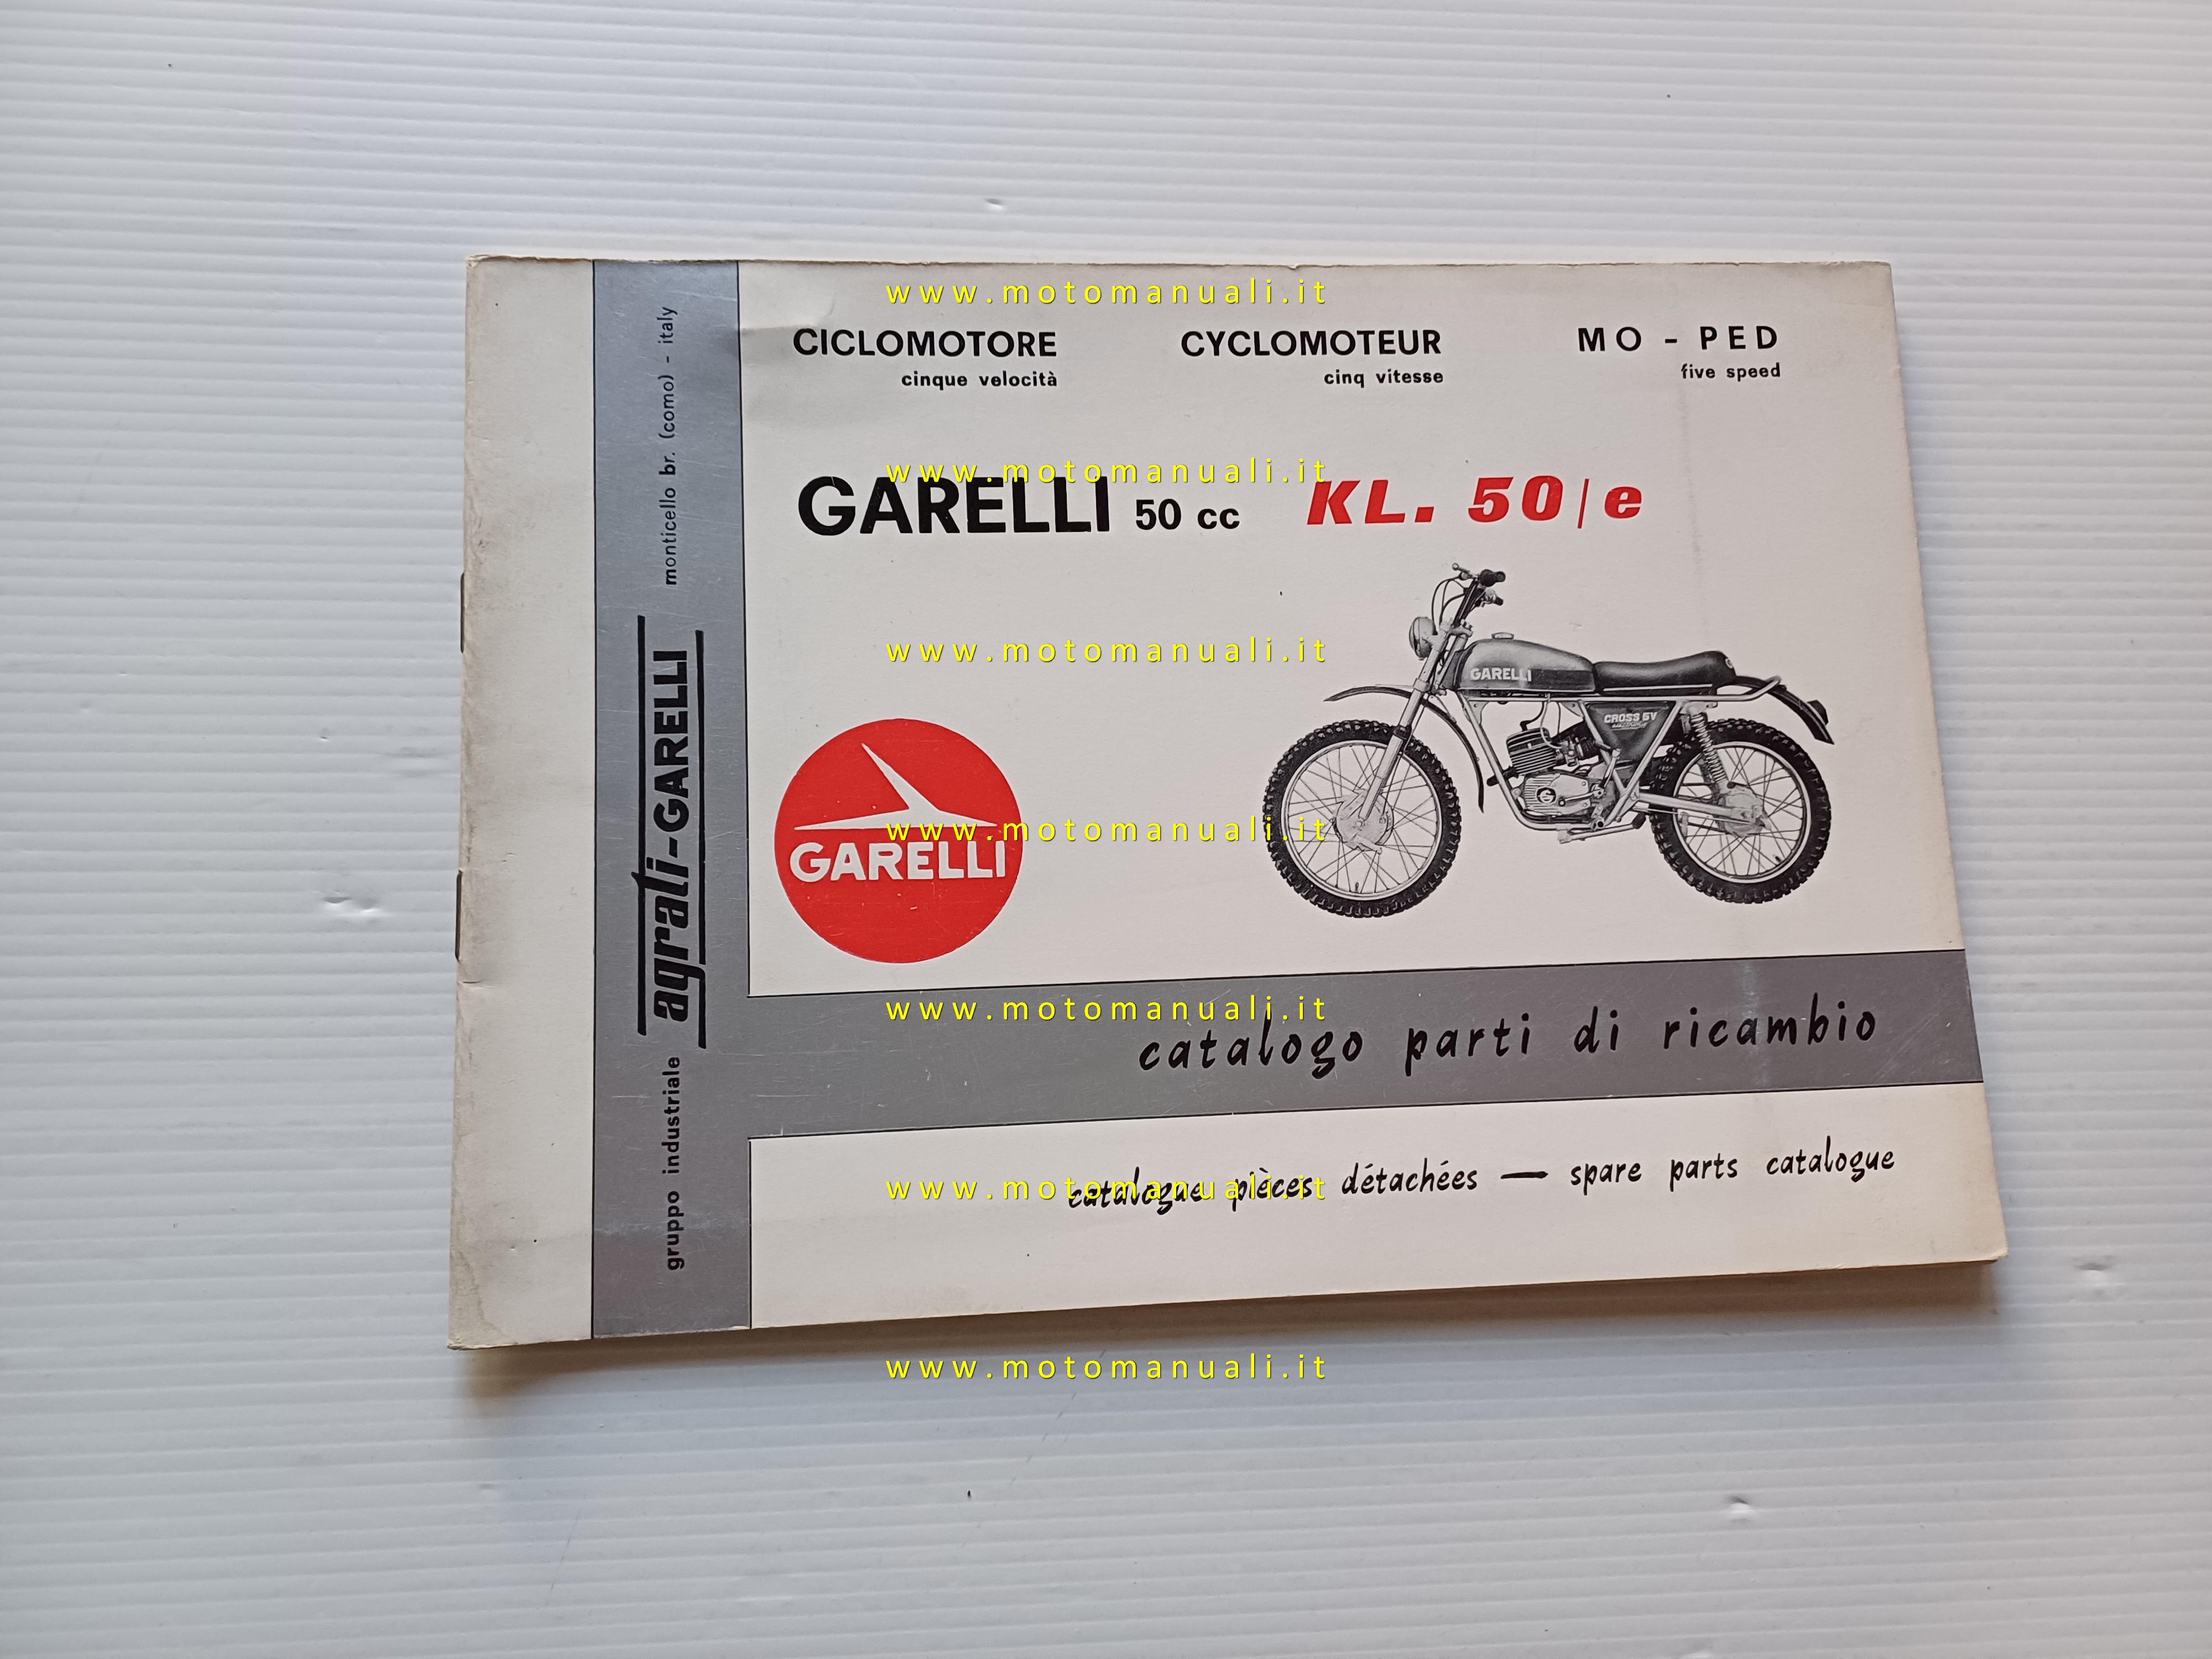 www.motomanuali.it
CICLOMOTORE
cinque velocità
CYCLOMOTEUR
cinq vitesse
MO - PED
five speed
www.motomanuali.it
GARELLI 50 cc KL. 50/e
www.motomanuali.it
GARELLI
CROSS 5V
www.motomanuali.it
GARELLI
www.motomanuali.it
catalogo parti di ricambio
www.motomanuali.it
catalogue pièces détachées — spare parts catalogue
www.motomanuali.it
gruppo industriale agrati-GARELLI monticello br. (como) - italy